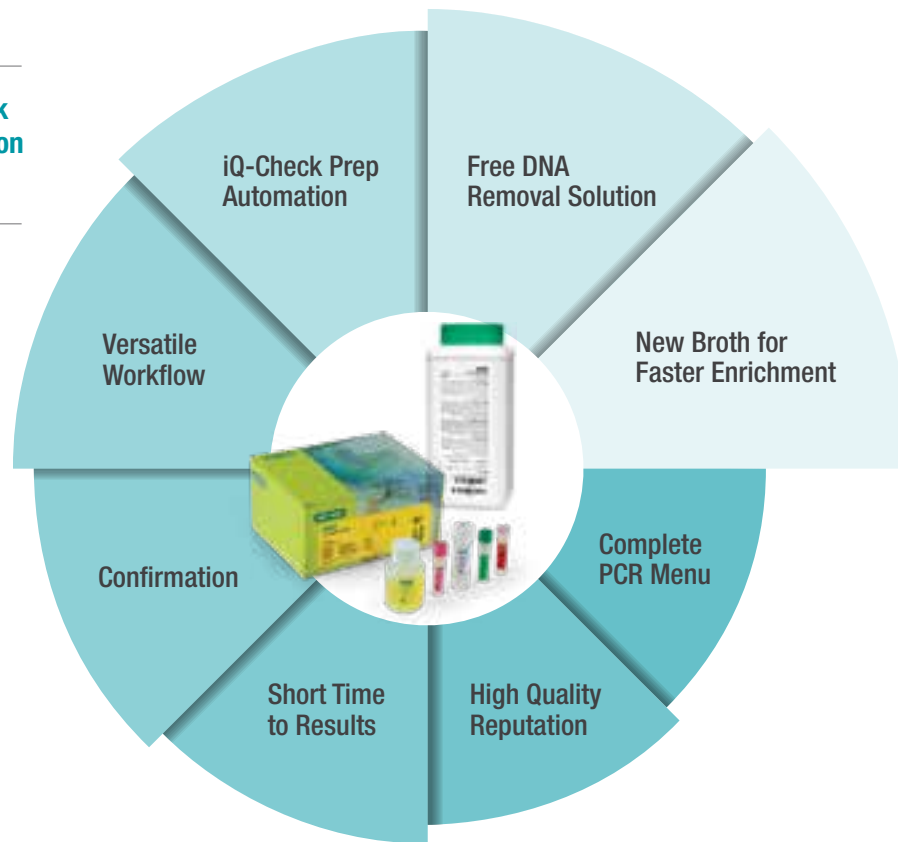 k
on
iQ-Check Prep
Automation
Free DNA
Removal Solution
Versatile
Workflow
New Broth for
Faster Enrichment
Confirmation
Complete
PCR Menu
Short Time
to Results
High Quality
Reputation